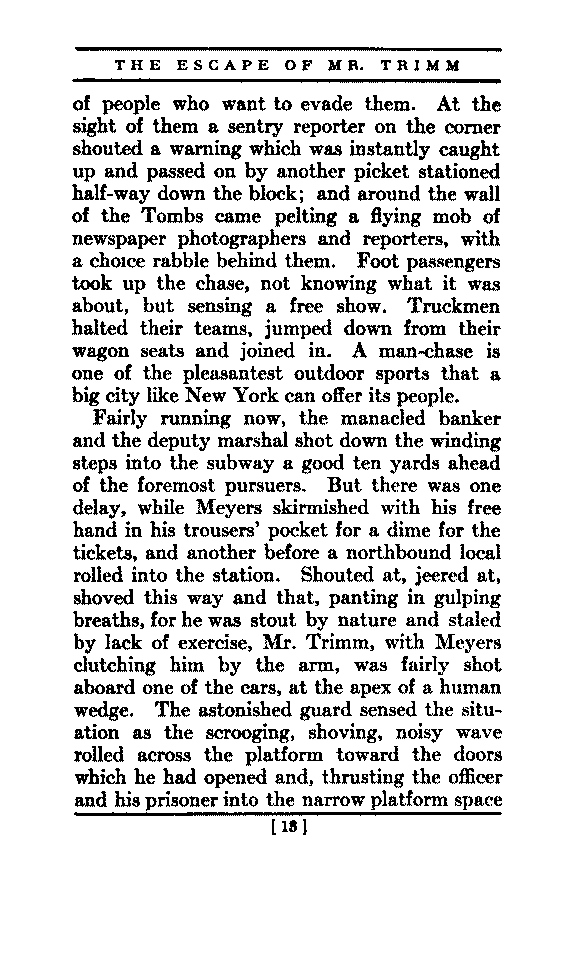 THE ESCAPE OF MR. TRIMM
of people who want to evade them. At the
sight of them a sentry reporter on the corner
shouted a warning which was instantly caught
up and passed on by another picket stationed
half-way down the block; and around the wall
of the Tombs came pelting a flying mob of
newspaper photographers and reporters, with
a choice rabble behind them. Foot passengers
took up the chase, not knowing what it was
about, but sensing a free show. Truckmen
halted their teams, jumped down from their
wagon seats and joined in. A man-chase is
one of the pleasantest outdoor sports that a
big city like New York can offer its people.
Fairly running now, the manacled banker
and the deputy marshal shot down the winding
steps into the subway a good ten yards ahead
of the foremost pursuers. But there was one
delay, while Meyers skirmished with his free
hand in his trousers' pocket for a dime for the
tickets, and another before a northbound local
rolled into the station. Shouted at, jeered at,
shoved this way and that, panting in gulping
breaths, for he was stout by nature and staled
by lack of exercise, Mr. Trimm, with Meyers
clutching him by the arm, was fairly shot
aboard one of the cars, at the apex of a human
wedge. The astonished guard sensed the situ-
ation as the scrooging, shoving, noisy wave
rolled across the platform toward the doors
which he had opened and, thrusting the officer
and his prisoner into the narrow platform space